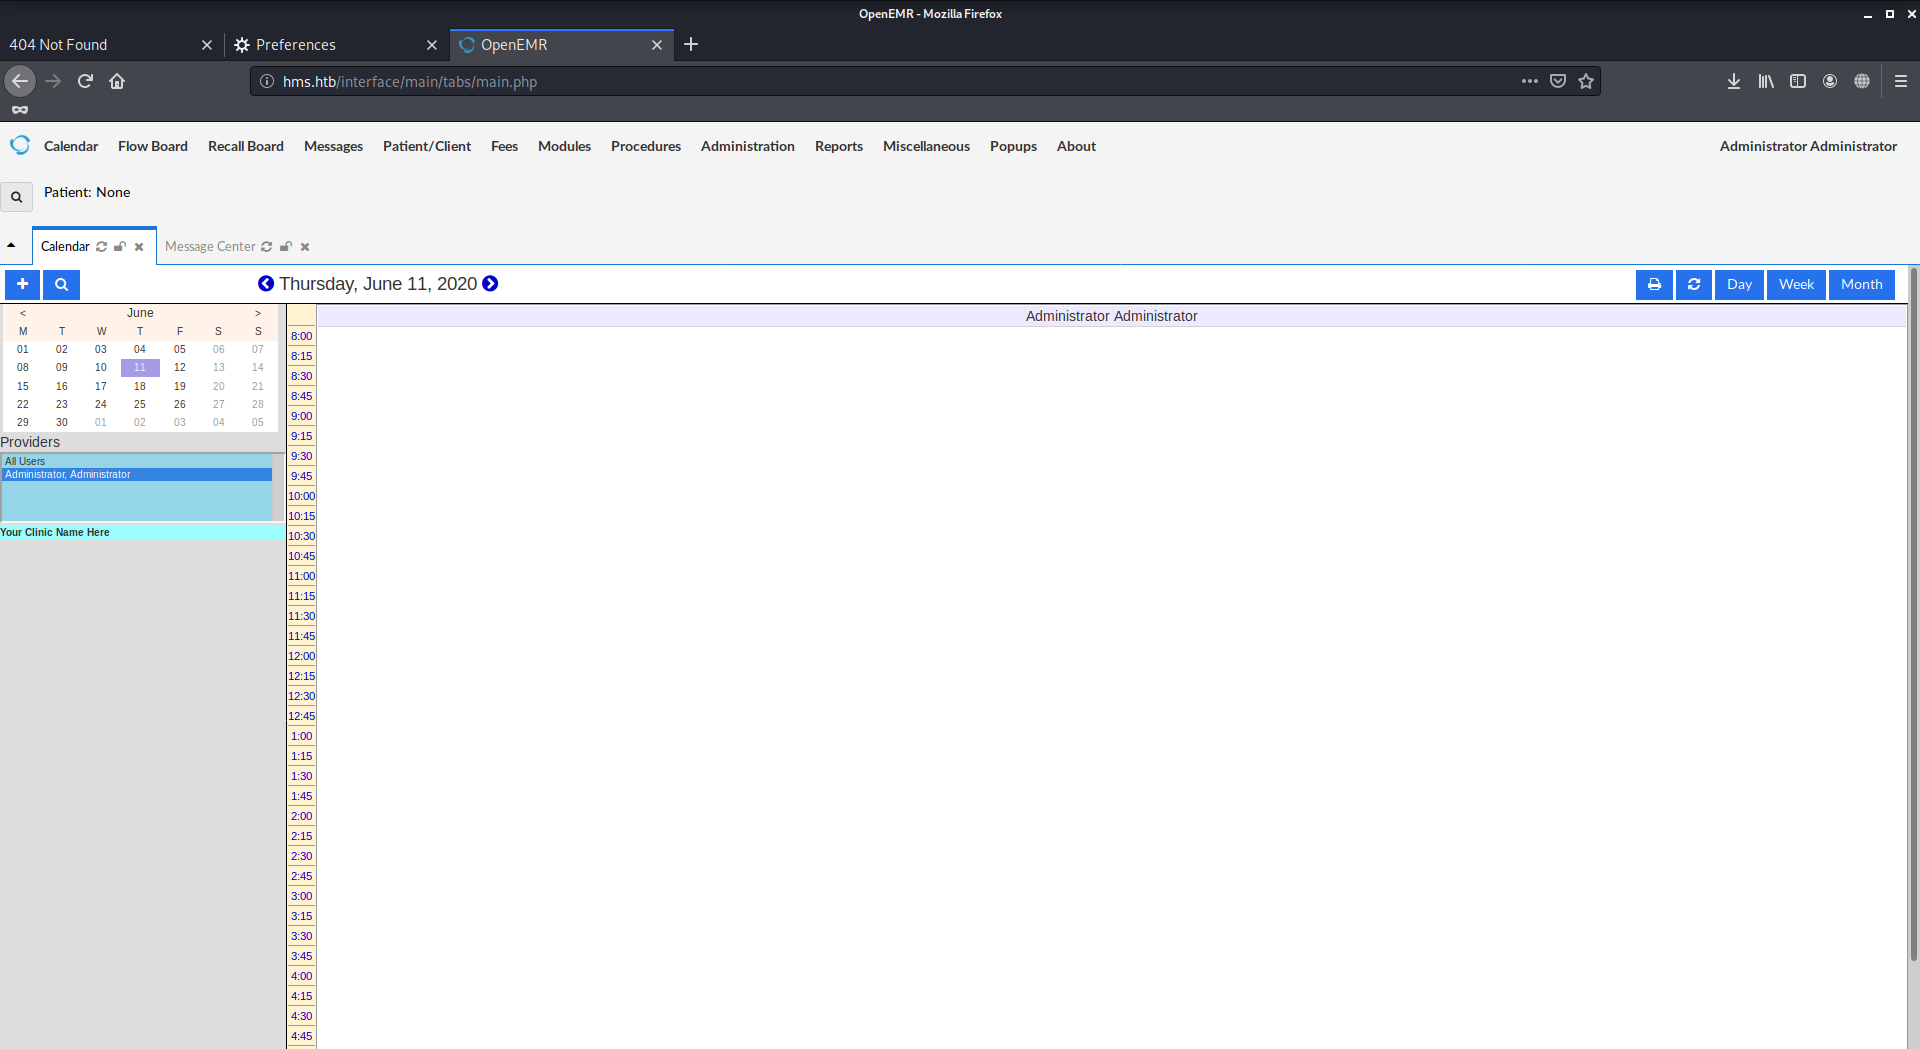 OpenEMR - Mozilla Firefox
404 Not Found Preferences OpenEMR
hms.htb/interface/main/tabs/main.php
Calendar Flow Board Recall Board Messages Patient/Client Fees Modules Procedures Administration Reports Miscellaneous Popups About Administrator Administrator
Patient: None
Calendar Message Center
Thursday, June 11, 2020 Day Week Month
< June >
M T W T F S S
01 02 03 04 05 06 07
08 09 10 11 12 13 14
15 16 17 18 19 20 21
22 23 24 25 26 27 28
29 30 01 02 03 04 05
Providers
All Users
Administrator, Administrator
Your Clinic Name Here
Administrator Administrator
8:00
8:15
8:30
8:45
9:00
9:15
9:30
9:45
10:00
10:15
10:30
10:45
11:00
11:15
11:30
11:45
12:00
12:15
12:30
12:45
1:00
1:15
1:30
1:45
2:00
2:15
2:30
2:45
3:00
3:15
3:30
3:45
4:00
4:15
4:30
4:45